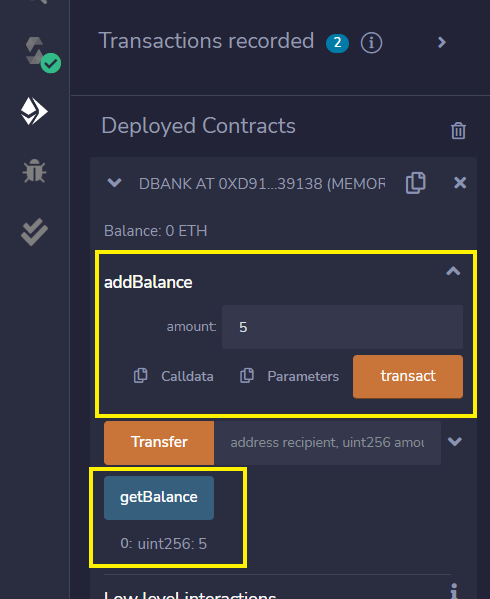 Transactions recorded 2 i
Deployed Contracts
DBANK AT 0XD91...39138 (MEMOR
Balance: 0 ETH
addBalance
amount: 5
Calldata Parameters transact
Transfer address recipient, uint256 amou
getBalance
0: uint256: 5
Low level interactions i